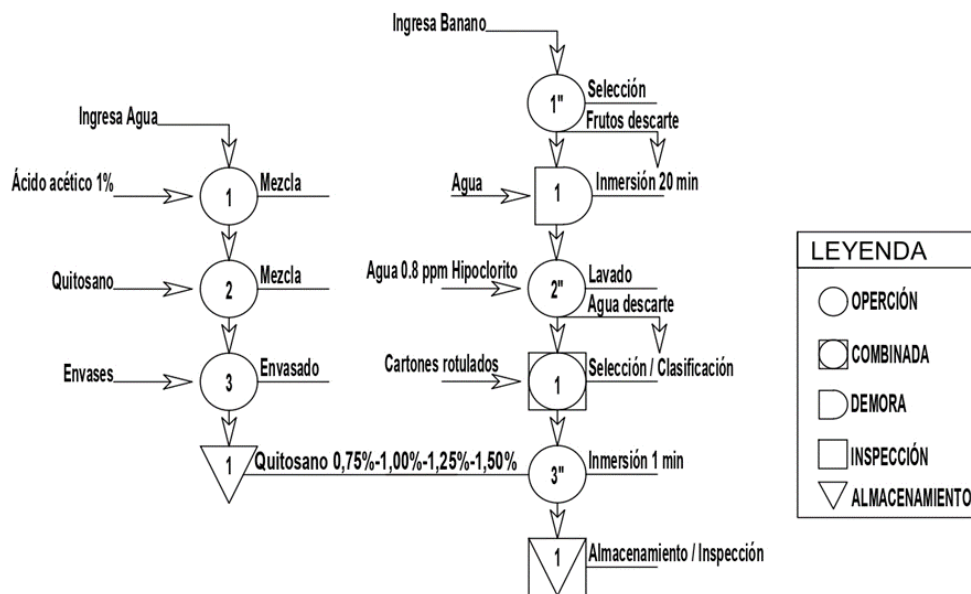 Ingresa Banano
1"
Selección
Frutos descarte
Ingresa Agua
Ácido acético 1%
1
Mezcla
Agua
1
Inmersión 20 min
Quitosano
2
Mezcla
Agua 0.8 ppm Hipoclorito
2"
Lavado
Agua descarte
Envases
3
Envasado
Cartones rotulados
1
Selección / Clasificación
1
Quitosano 0,75%-1,00%-1,25%-1,50%
3"
Inmersión 1 min
1
Almacenamiento / Inspección
LEYENDA
OPERCIÓN
COMBINADA
DEMORA
INSPECCIÓN
ALMACENAMIENTO